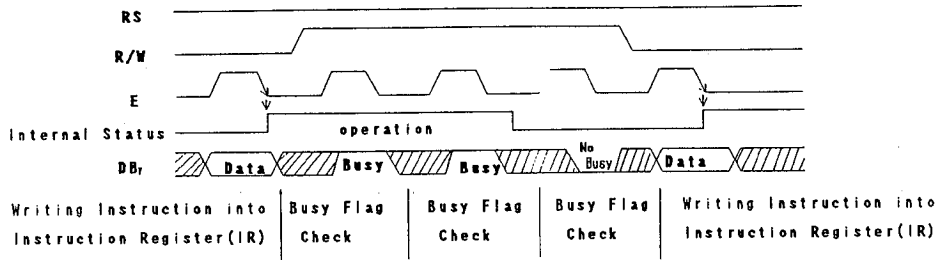 RS
R/W
E
Internal Status operation
DB7 Data Busy Busy No Busy Data
Writing Instruction into Busy Flag Busy Flag Busy Flag Writing Instruction into
Instruction Register(IR) Check Check Check Instruction Register(IR)